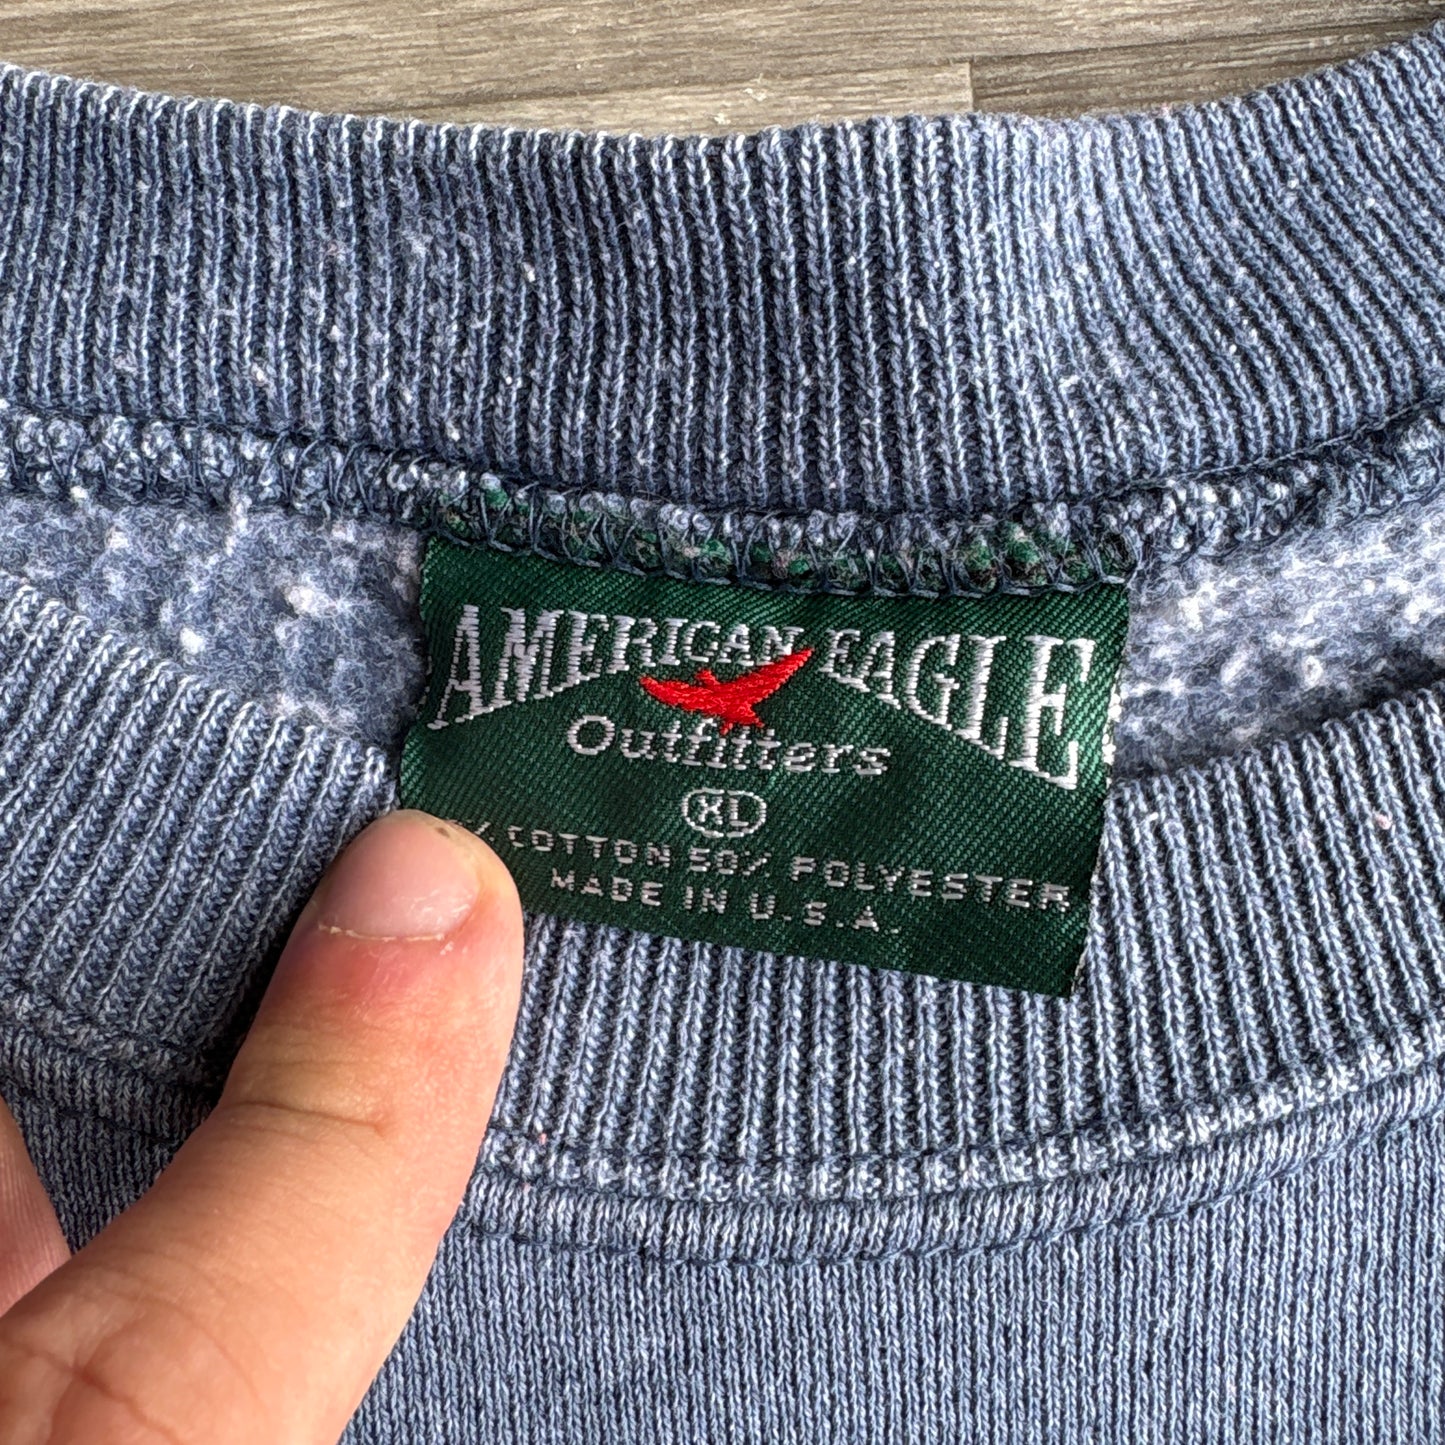 AMERICAN EAGLE
Outfitters
XL
% COTTON 50% POLYESTER
MADE IN U.S.A.